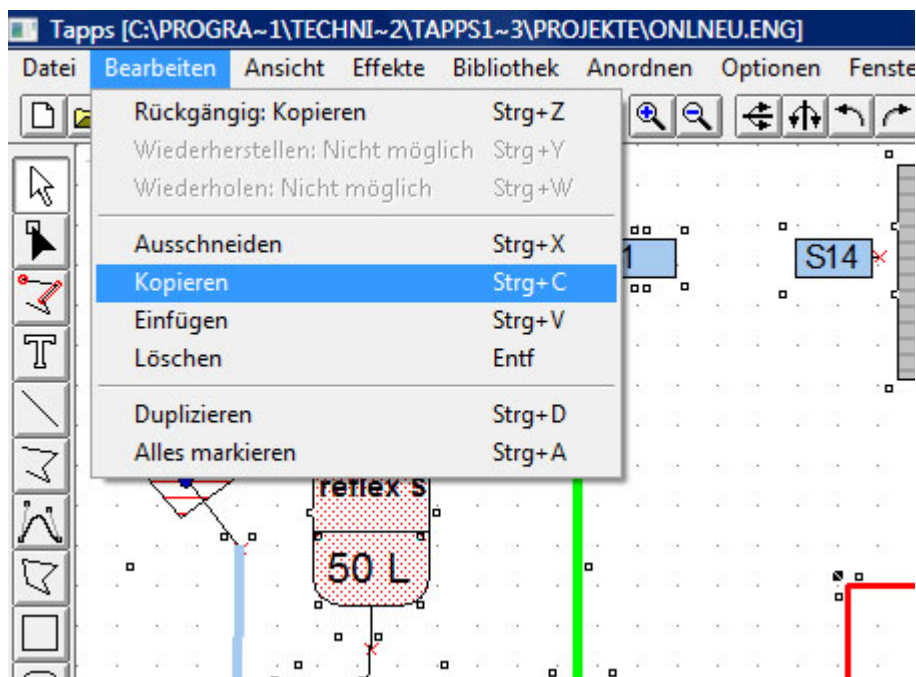 Tapps [C:\PROGRA~1\TECHNI~2\TAPPS1~3\PROJEKTE\ONLNEU.ENG]
Datei Bearbeiten Ansicht Effekte Bibliothek Anordnen Optionen Fenste
Rückgängig: Kopieren Strg+Z
Wiederherstellen: Nicht möglich Strg+Y
Wiederholen: Nicht möglich Strg+W
Ausschneiden Strg+X
Kopieren Strg+C
Einfügen Strg+V
Löschen Entf
Duplizieren Strg+D
Alles markieren Strg+A
1
S14
T
reflex S
50 L